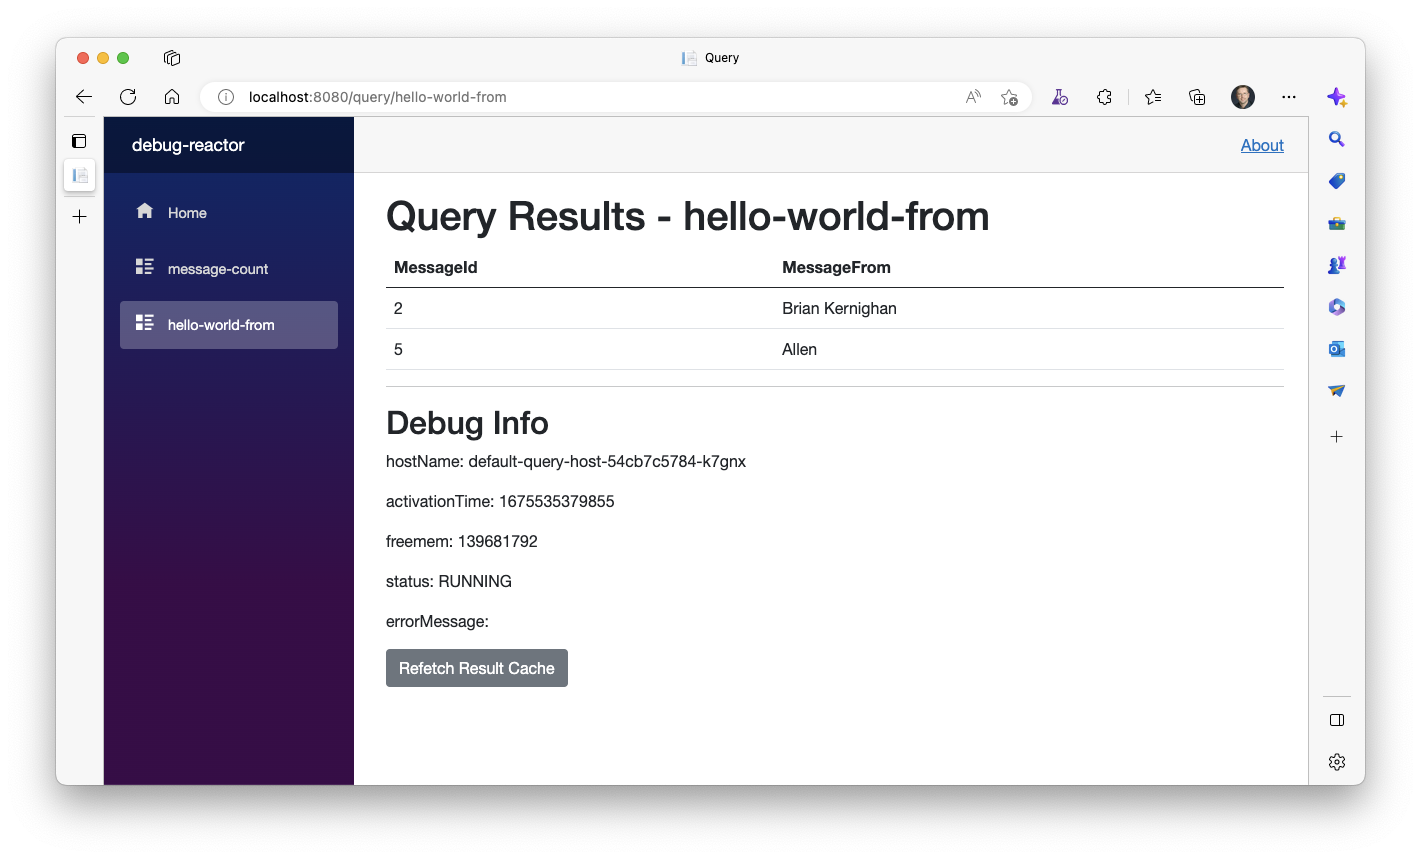 Query
localhost:8080/query/hello-world-from
debug-reactor
About
Home
message-count
hello-world-from
Query Results - hello-world-from
MessageId MessageFrom
2 Brian Kernighan
5 Allen
Debug Info
hostName: default-query-host-54cb7c5784-k7gnx
activationTime: 1675535379855
freemem: 139681792
status: RUNNING
errorMessage:
Refetch Result Cache